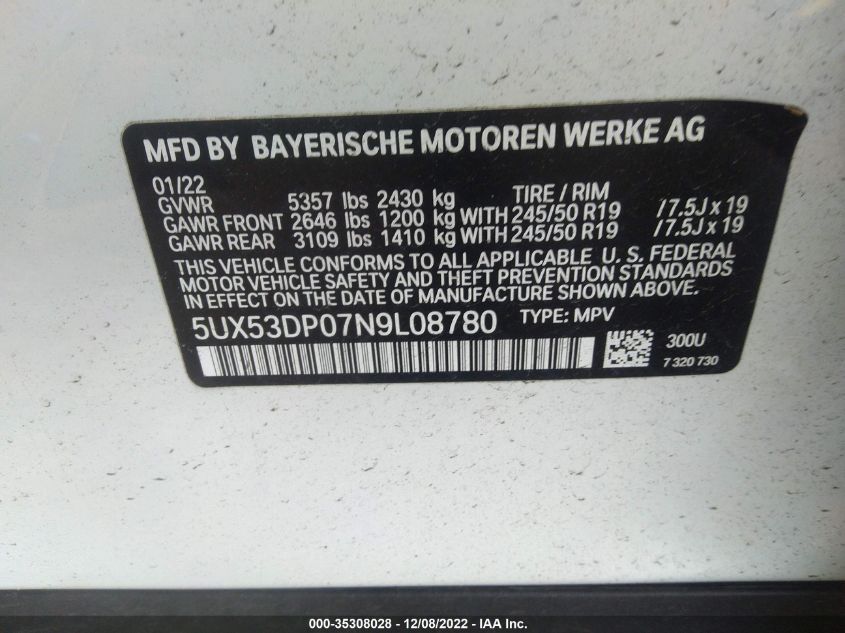 MFD BY BAYERISCHE MOTOREN WERKE AG
01/22 TIRE / RIM
GVWR 5357 lbs 2430 kg
GAWR FRONT 2646 lbs 1200 kg WITH 245/50 R19 /7.5J x 19
GAWR REAR 3109 lbs 1410 kg WITH 245/50 R19 /7.5J x 19
THIS VEHICLE CONFORMS TO ALL APPLICABLE U. S. FEDERAL
MOTOR VEHICLE SAFETY AND THEFT PREVENTION STANDARDS
IN EFFECT ON THE DATE OF MANUFACTURE SHOWN ABOVE.
5UX53DP07N9L08780 TYPE: MPV
300U
7 320 730
000-35308028 - 12/08/2022 - IAA Inc.